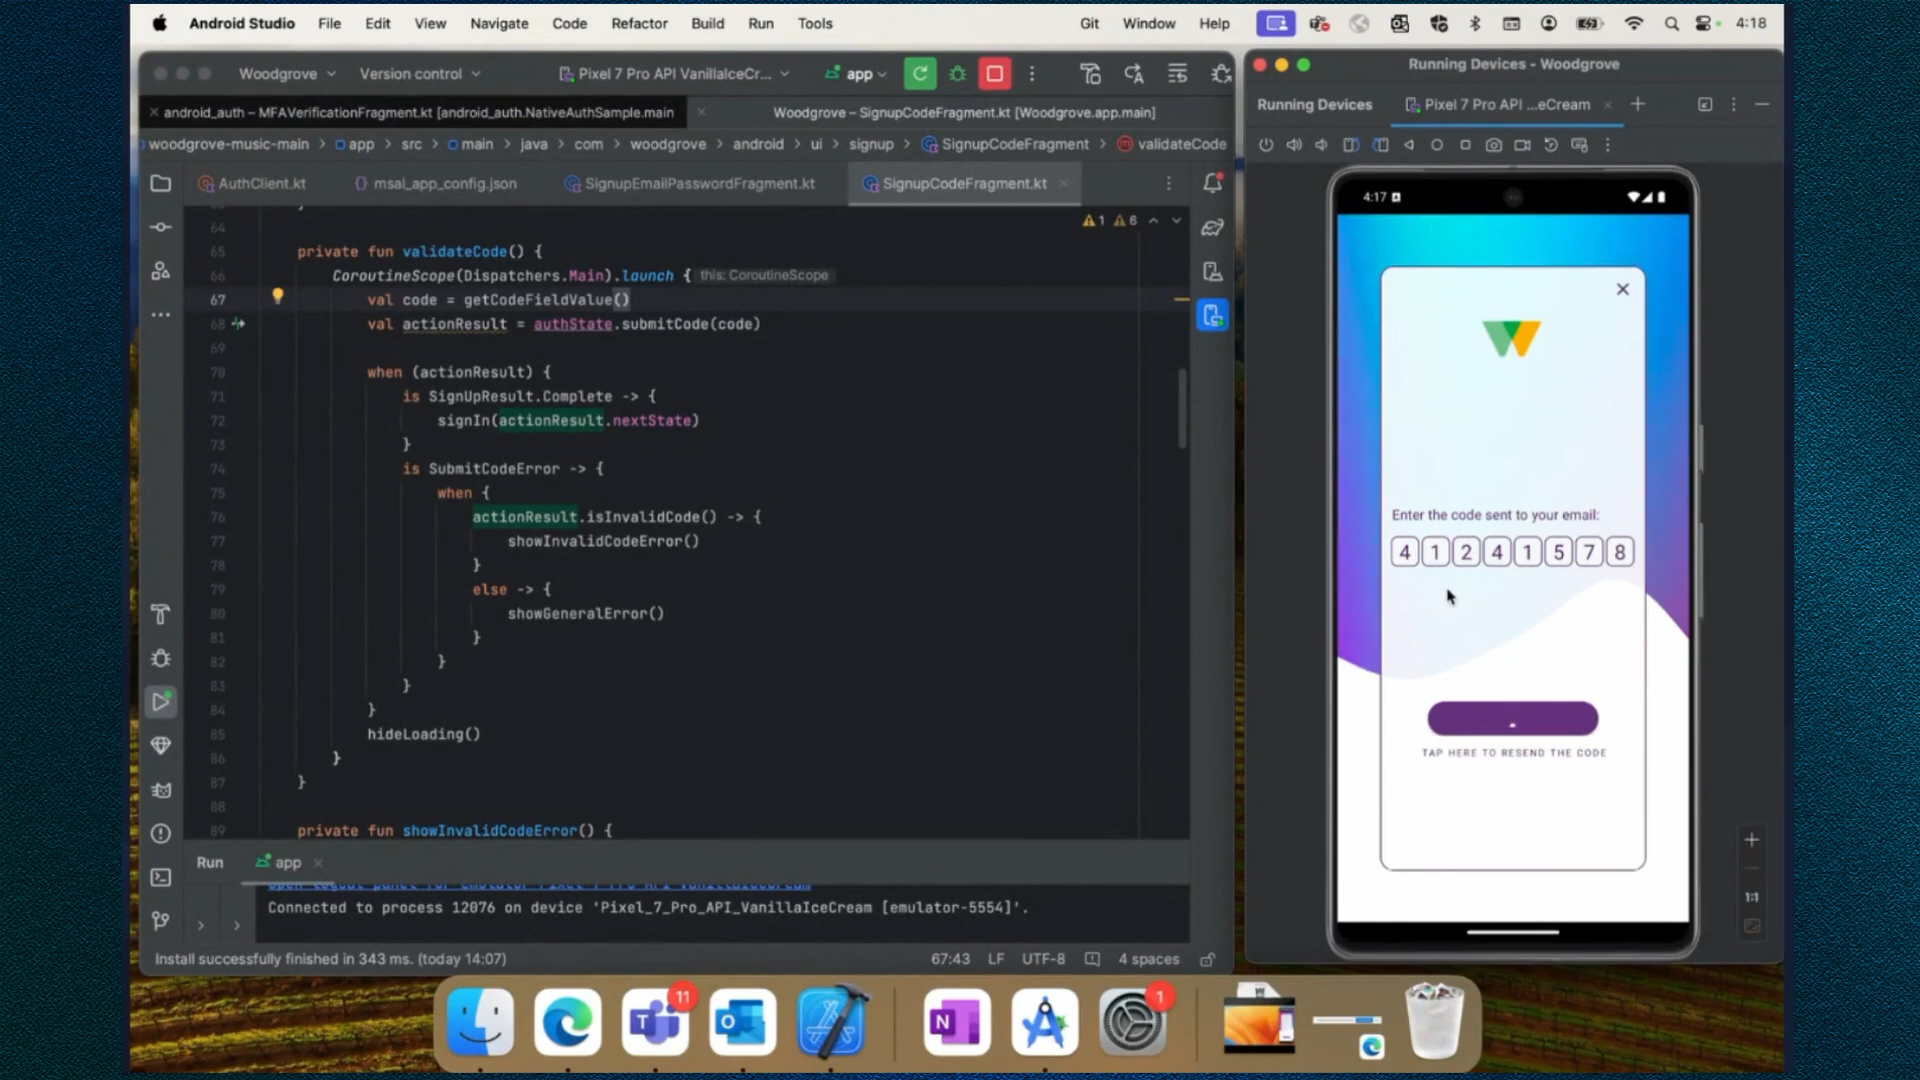 Android Studio File Edit View Navigate Code Refactor Build Run Tools Git Window Help 4:18
Woodgrove Version control Pixel 7 Pro API VanillaIceCr... app
android_auth – MFAVerificationFragment.kt [android_auth.NativeAuthSample.main Woodgrove – SignupCodeFragment.kt [Woodgrove.app.main]
woodgrove-music-main app src main java com woodgrove android ui signup SignupCodeFragment validateCode
AuthClient.kt msal_app_config.json SignupEmailPasswordFragment.kt SignupCodeFragment.kt
1 6
64
65 private fun validateCode() {
66 CoroutineScope(Dispatchers.Main).launch { this: CoroutineScope
67 val code = getCodeFieldValue()
68 val actionResult = authState.submitCode(code)
69
70 when (actionResult) {
71 is SignUpResult.Complete -> {
72 signIn(actionResult.nextState)
73 }
74 is SubmitCodeError -> {
75 when {
76 actionResult.isInvalidCode() -> {
77 showInvalidCodeError()
78 }
79 else -> {
80 showGeneralError()
81 }
82 }
83 }
84 }
85 hideLoading()
86 }
87 }
88
89 private fun showInvalidCodeError() {
Run app
Connected to process 12076 on device 'Pixel_7_Pro_API_VanillaIceCream [emulator-5554]'.
Install successfully finished in 343 ms. (today 14:07) 67:43 LF UTF-8 4 spaces
Running Devices - Woodgrove
Running Devices Pixel 7 Pro API ...eCream
4:17
Enter the code sent to your email:
4 1 2 4 1 5 7 8
TAP HERE TO RESEND THE CODE
1:1
11
1